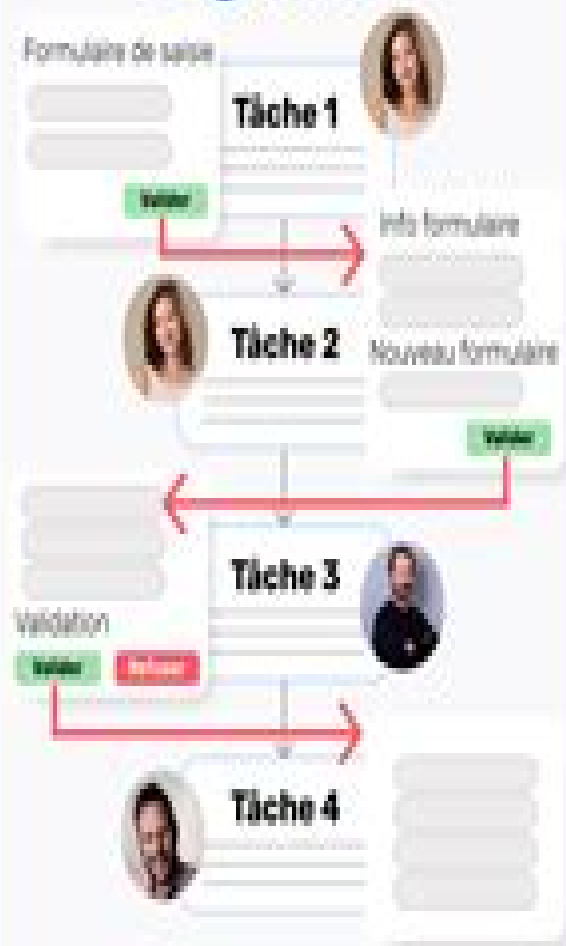 Formulaire de saisie
Tâche 1
Valider
Info formulaire
Tâche 2
Nouveau formulaire
Valider
Tâche 3
Validation
Valider
Refuser
Tâche 4